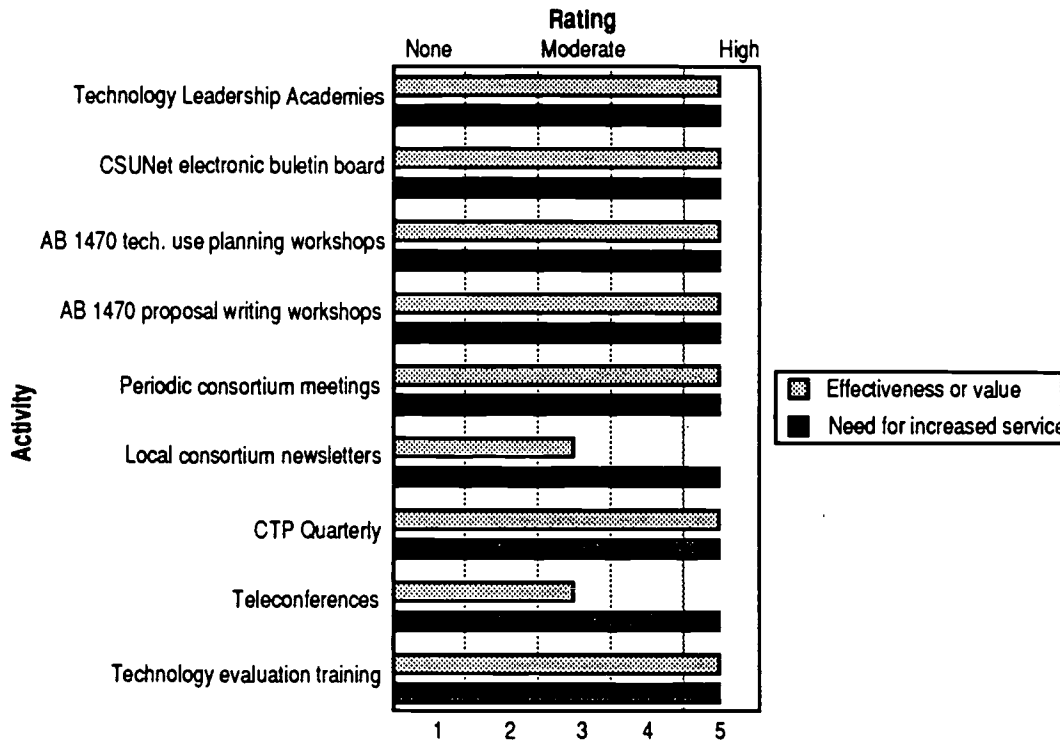 Rating
None Moderate High
Technology Leadership Academies
CSUNet electronic buletin board
AB 1470 tech. use planning workshops
AB 1470 proposal writing workshops
Periodic consortium meetings
Local consortium newsletters
CTP Quarterly
Teleconferences
Technology evaluation training
Activity
1 2 3 4 5
Effectiveness or value
Need for increased service